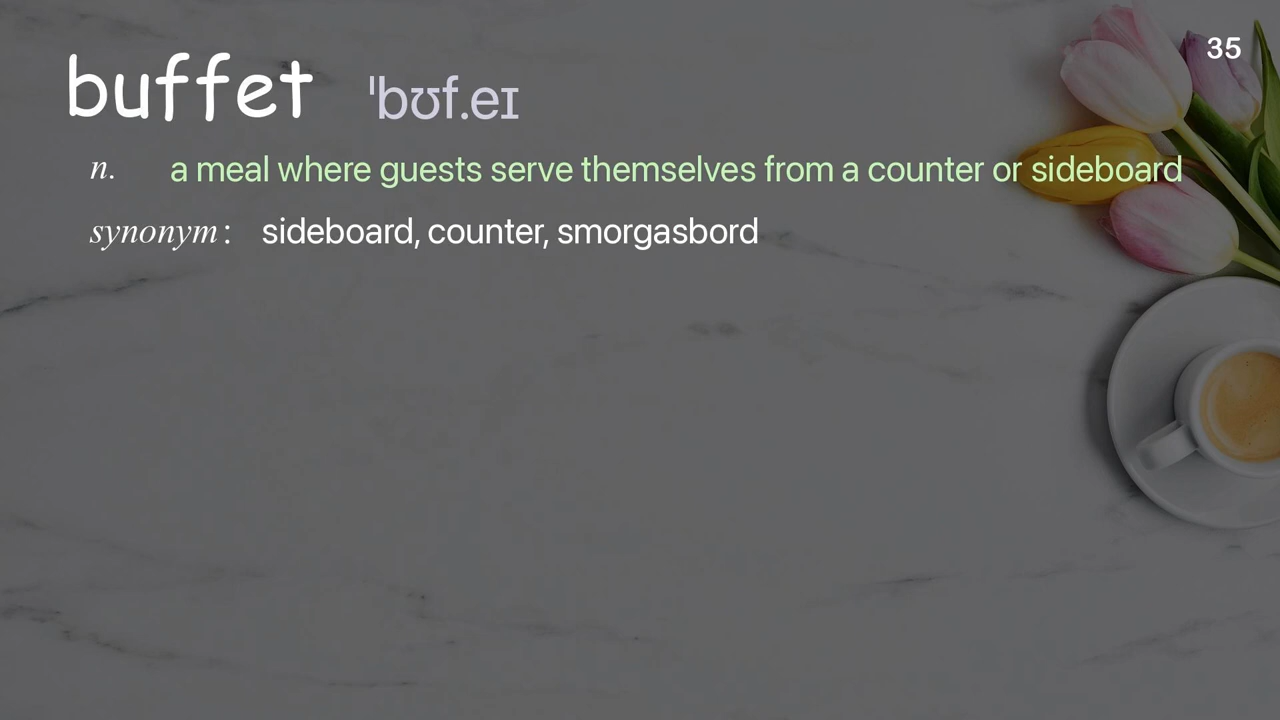 35
buffet ˈbʊf.eɪ
n. a meal where guests serve themselves from a counter or sideboard
synonym: sideboard, counter, smorgasbord